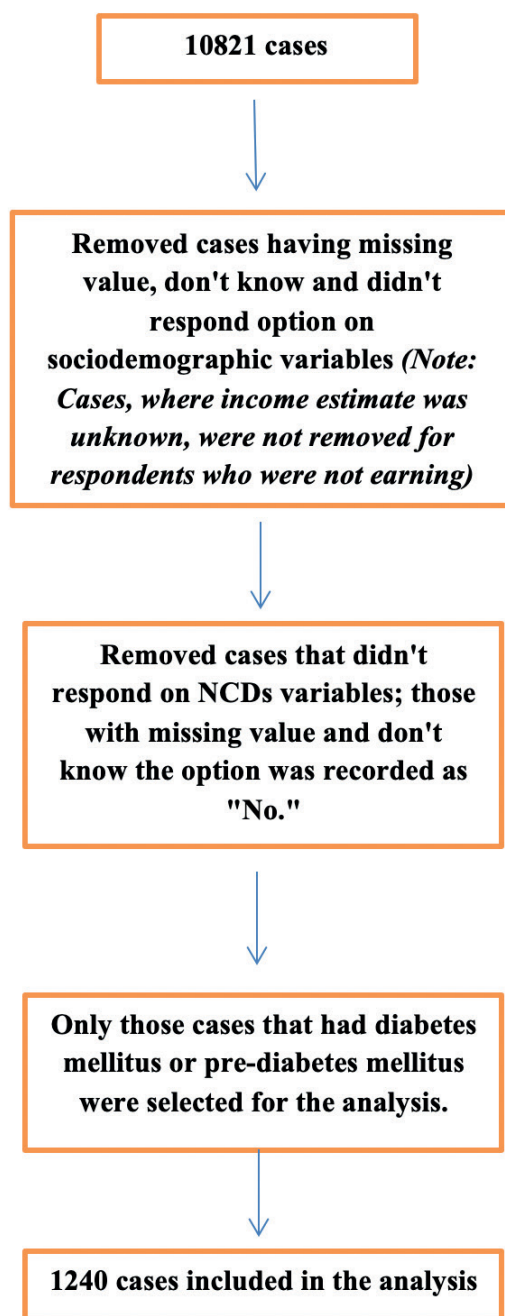 10821 cases
Removed cases having missing
value, don't know and didn't
respond option on
sociodemographic variables (Note:
Cases, where income estimate was
unknown, were not removed for
respondents who were not earning)
Removed cases that didn't
respond on NCDs variables; those
with missing value and don't
know the option was recorded as
"No."
Only those cases that had diabetes
mellitus or pre-diabetes mellitus
were selected for the analysis.
1240 cases included in the analysis